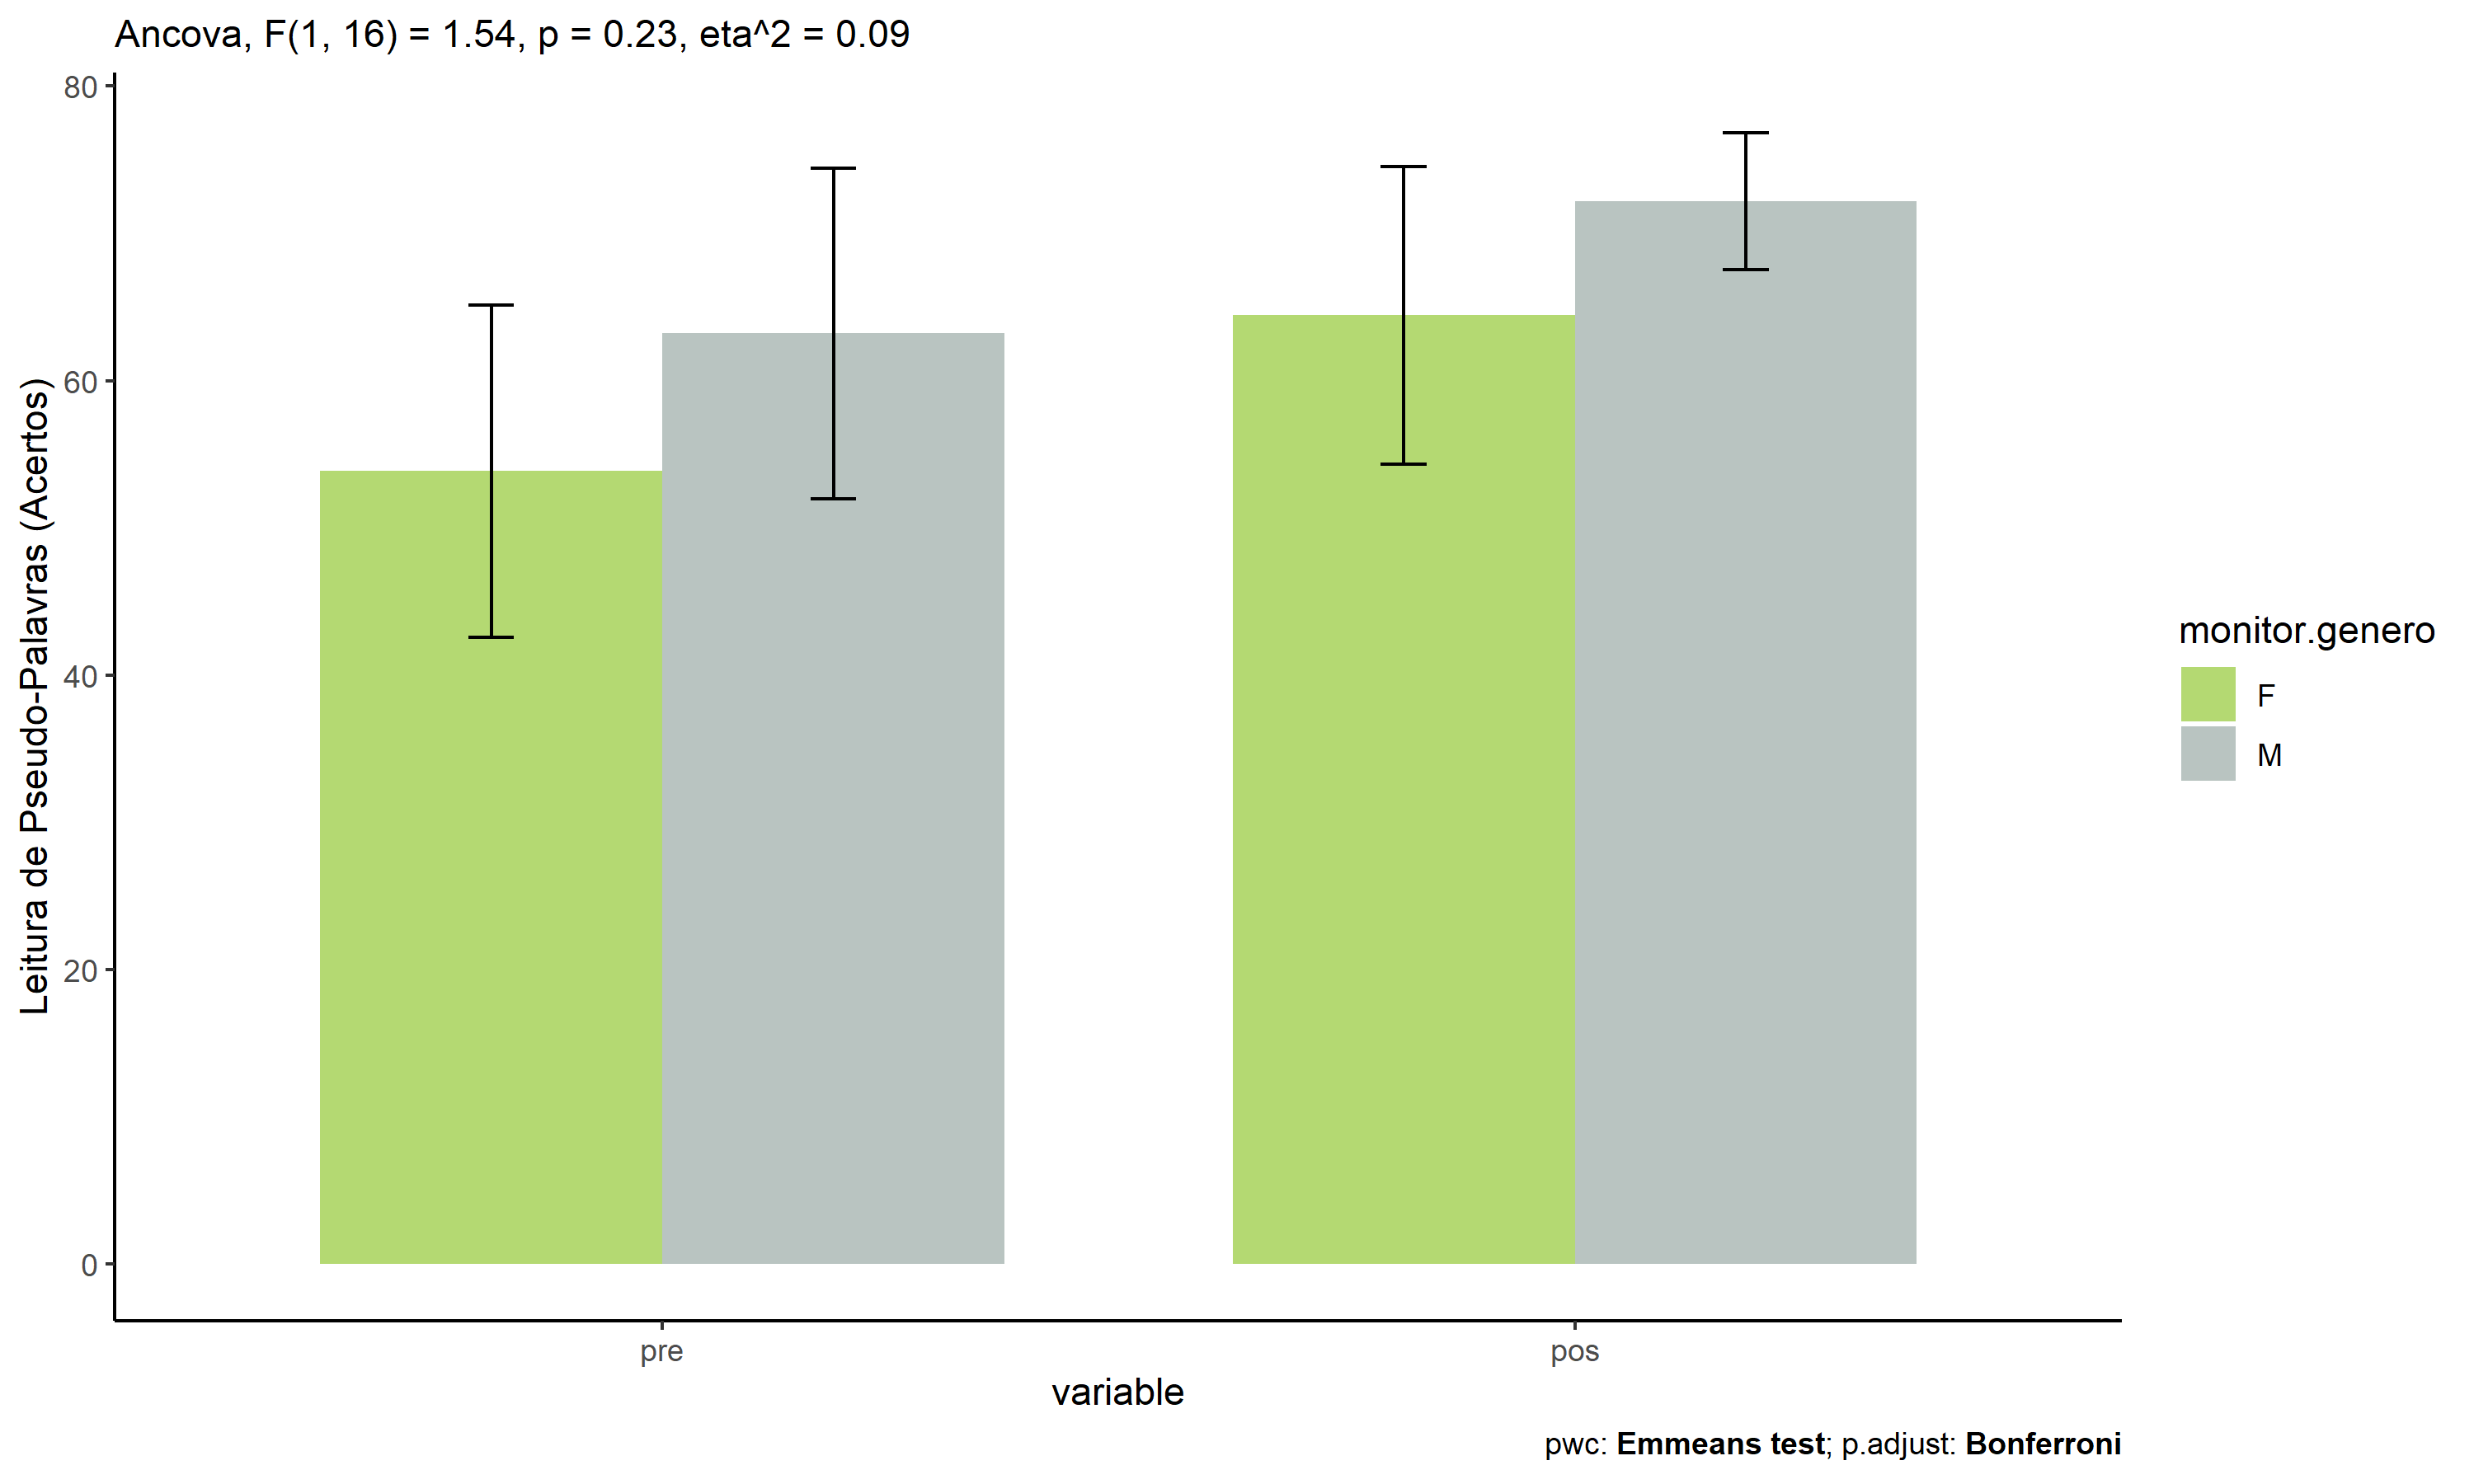 Ancova, F(1, 16) = 1.54, p = 0.23, eta^2 = 0.09
Leitura de Pseudo-Palavras (Acertos)
80
60
40
20
0
pre
pos
variable
monitor.genero
F
M
pwc: Emmeans test; p.adjust: Bonferroni